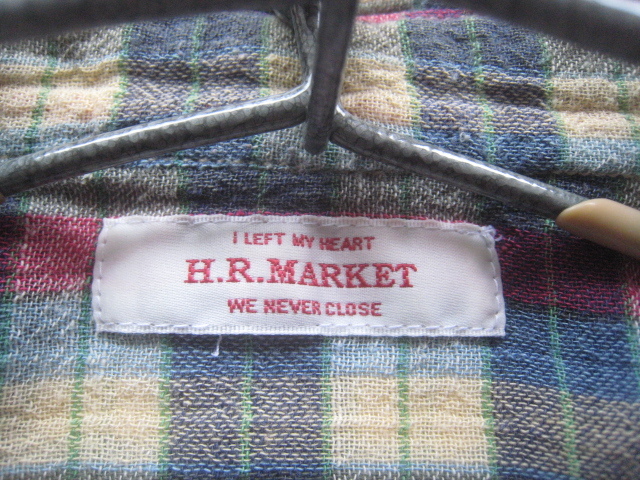 I LEFT MY HEART
H.R.MARKET
WE NEVER CLOSE